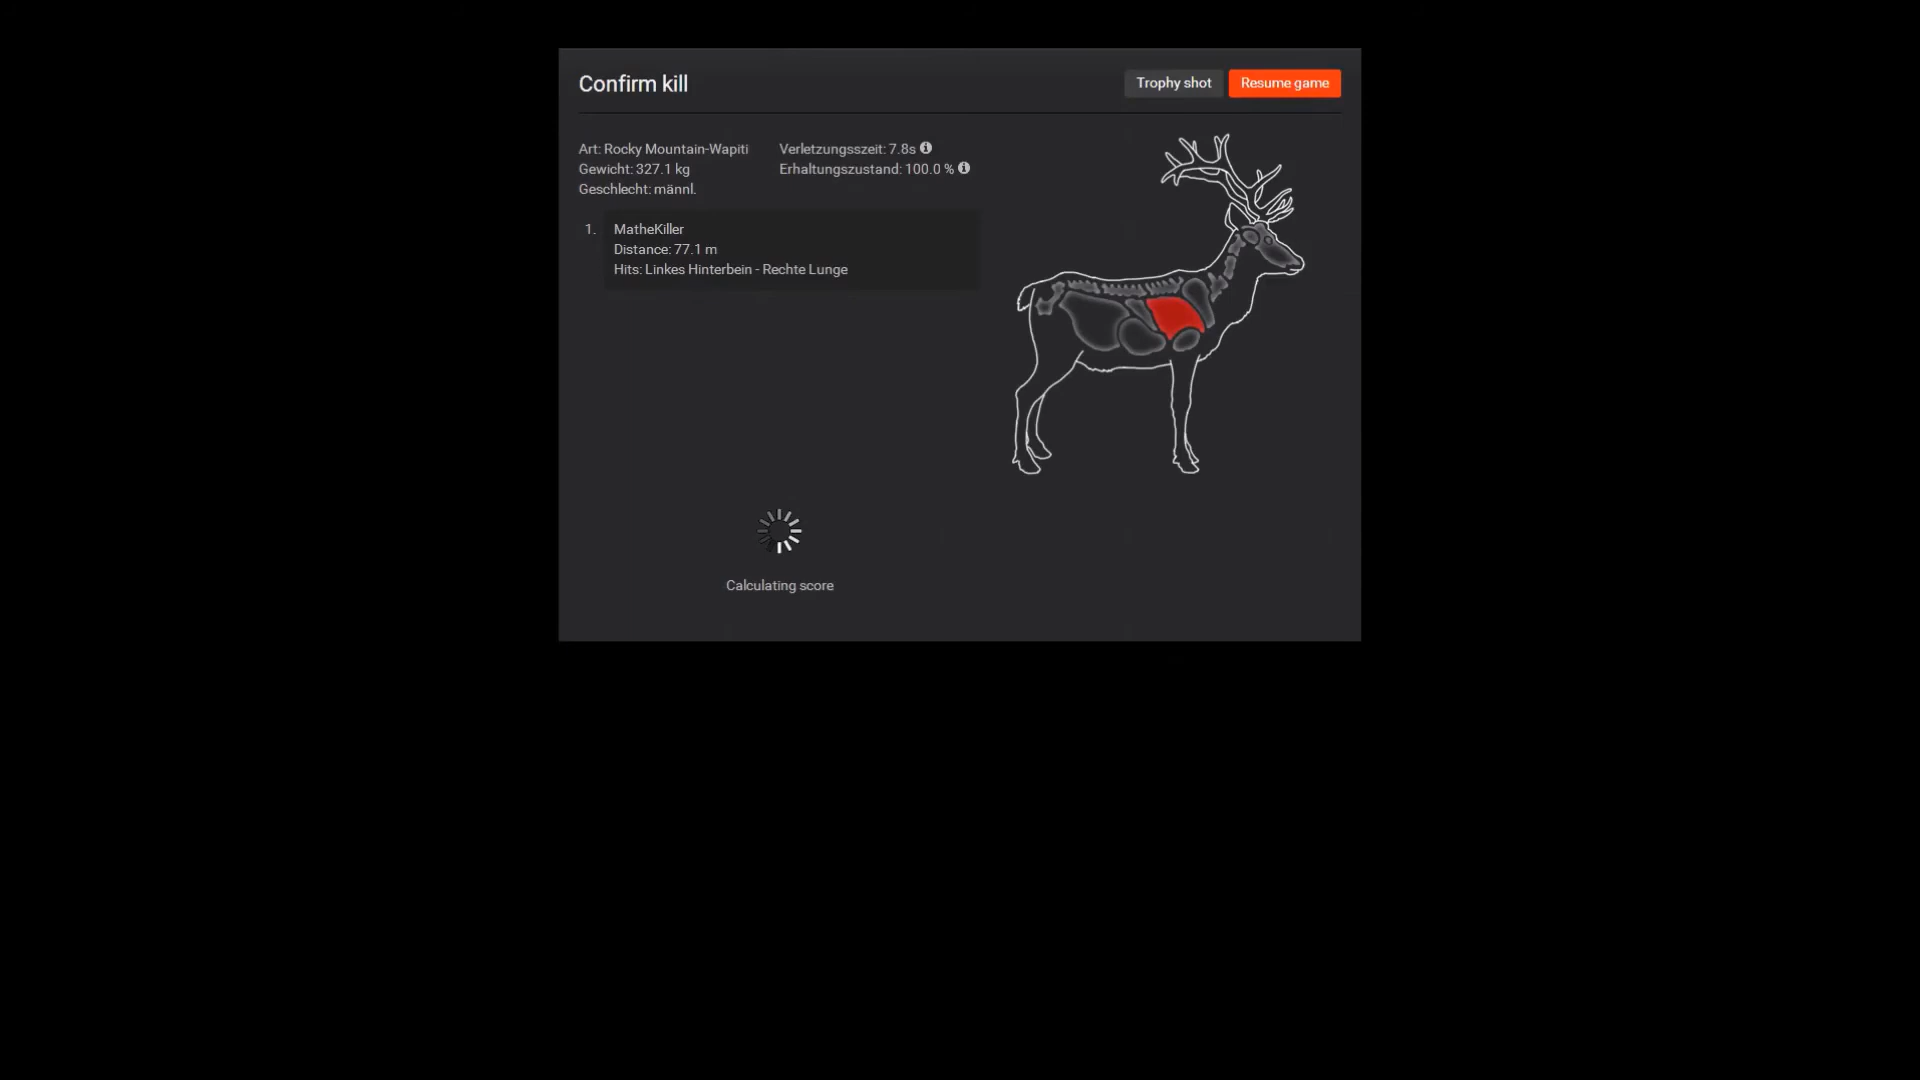 Confirm kill
Trophy shot
Resume game
Art: Rocky Mountain-Wapiti
Gewicht: 327.1 kg
Geschlecht: männl.
Verletzungsszeit: 7.8s
Erhaltungszustand: 100.0 %
1.
MatheKiller
Distance: 77.1 m
Hits: Linkes Hinterbein - Rechte Lunge
Calculating score